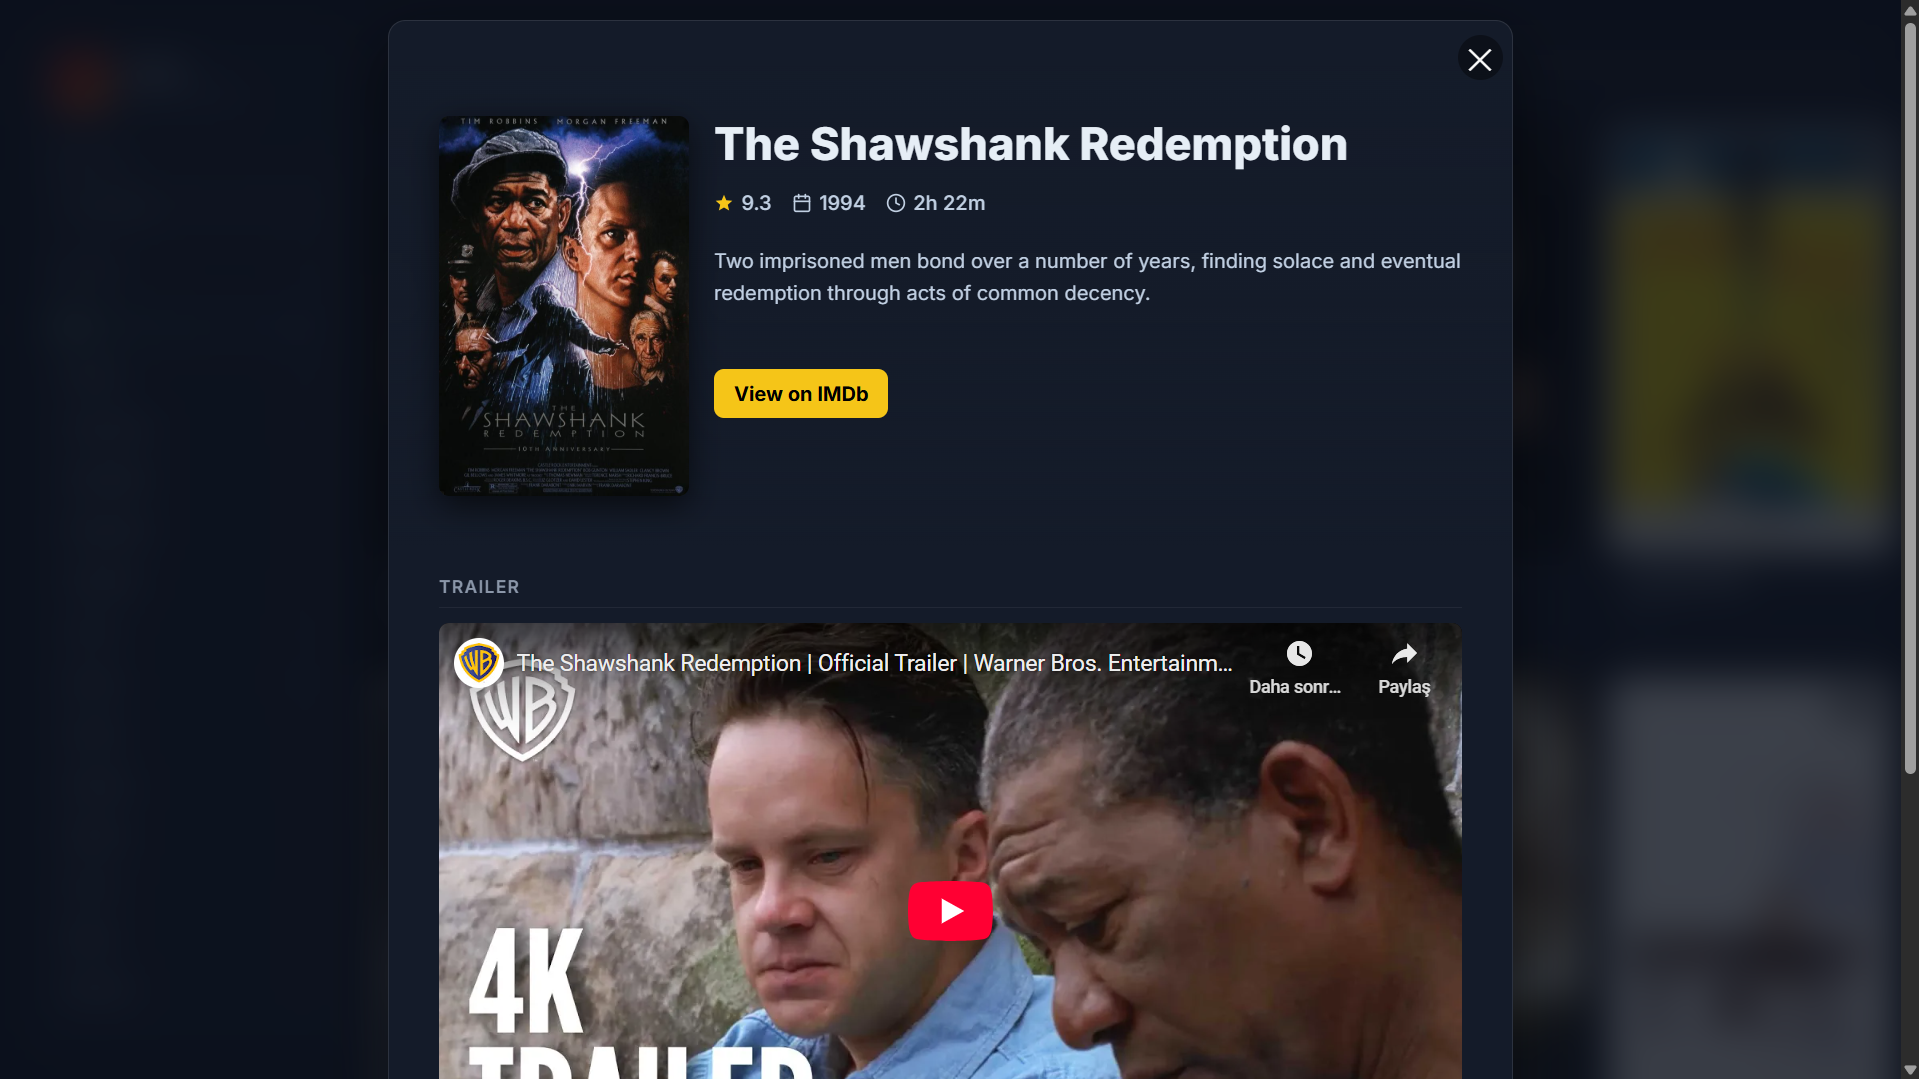 TIM ROBBINS MORGAN FREEMAN
THE
SHAWSHANK
REDEMPTION
10TH ANNIVERSARY
The Shawshank Redemption
9.3 1994 2h 22m
Two imprisoned men bond over a number of years, finding solace and eventual
redemption through acts of common decency.
View on IMDb
TRAILER
WB
The Shawshank Redemption | Official Trailer | Warner Bros. Entertainm...
Daha sonr...
Paylaş
WB
4K
TRAILER